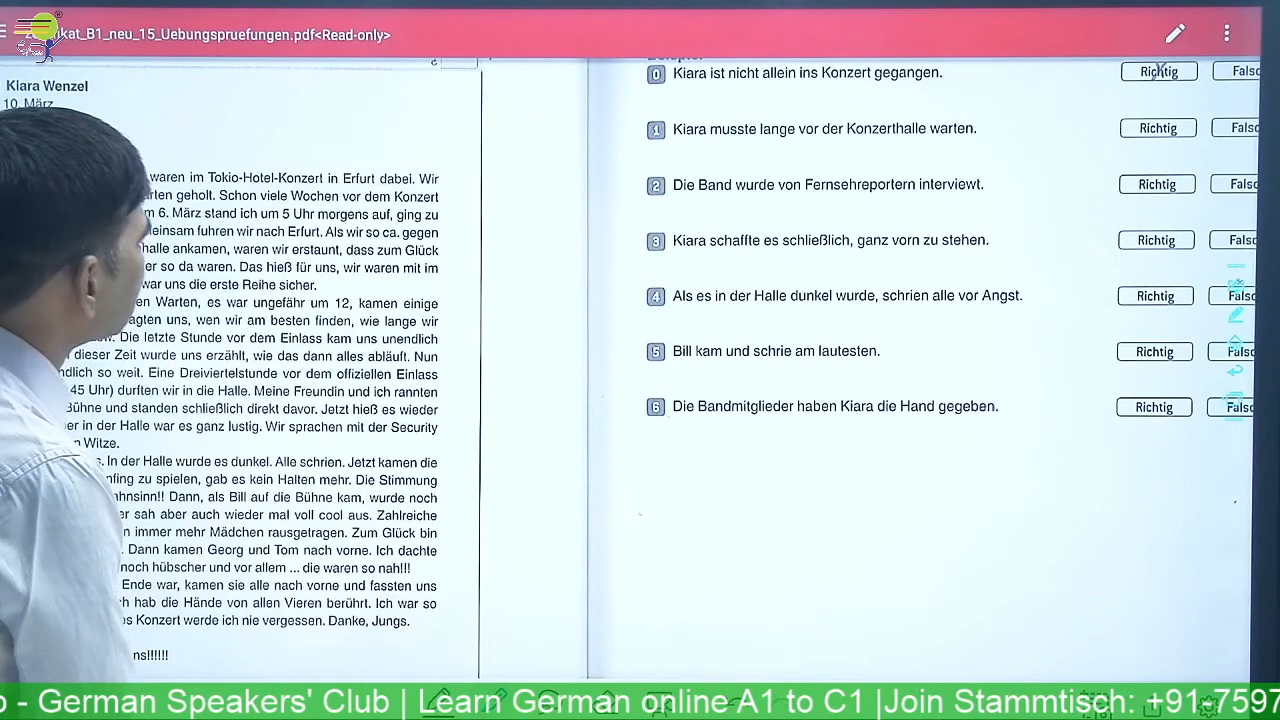 kat_B1_neu_15_Uebungspruefungen.pdf<Read-only>
Kiara Wenzel
10. März
waren im Tokio-Hotel-Konzert in Erfurt dabei. Wir
geholt. Schon viele Wochen vor dem Konzert
6. März stand ich um 5 Uhr morgens auf, ging zu
fuhren wir nach Erfurt. Als wir so ca. gegen
halle ankamen, waren wir erstaunt, dass zum Glück
so da waren. Das hieß für uns, wir waren mit im
war uns die erste Reihe sicher.
Warten, es war ungefähr um 12, kamen einige
uns, wen wir am besten finden, wie lange wir
Die letzte Stunde vor dem Einlass kam uns unendlich
dieser Zeit wurde uns erzählt, wie das dann alles abläuft. Nun
so weit. Eine Dreiviertelstunde vor dem offiziellen Einlass
45 Uhr) durften wir in die Halle. Meine Freundin und ich rannten
Bühne und standen schließlich direkt davor. Jetzt hieß es wieder
in der Halle war es ganz lustig. Wir sprachen mit der Security
Witze.
In der Halle wurde es dunkel. Alle schrien. Jetzt kamen die
zu spielen, gab es kein Halten mehr. Die Stimmung
Dann, als Bill auf die Bühne kam, wurde noch
sah aber auch wieder mal voll cool aus. Zahlreiche
immer mehr Mädchen rausgetragen. Zum Glück bin
Dann kamen Georg und Tom nach vorne. Ich dachte
noch hübscher und vor allem ... die waren so nah!!!
Ende war, kamen sie alle nach vorne und fassten uns
hab die Hände von allen Vieren berührt. Ich war so
Konzert werde ich nie vergessen. Danke, Jungs.
ns!!!!!!
0 Kiara ist nicht allein ins Konzert gegangen. Richtig Falsc
1 Kiara musste lange vor der Konzerthalle warten. Richtig Falsc
2 Die Band wurde von Fernsehreportern interviewt. Richtig Falsc
3 Kiara schaffte es schließlich, ganz vorn zu stehen. Richtig Falsc
4 Als es in der Halle dunkel wurde, schrien alle vor Angst. Richtig Falsc
5 Bill kam und schrie am lautesten. Richtig Falsc
6 Die Bandmitglieder haben Kiara die Hand gegeben. Richtig Falsc
- German Speakers' Club | Learn German online A1 to C1 |Join Stammtisch: +91-7597